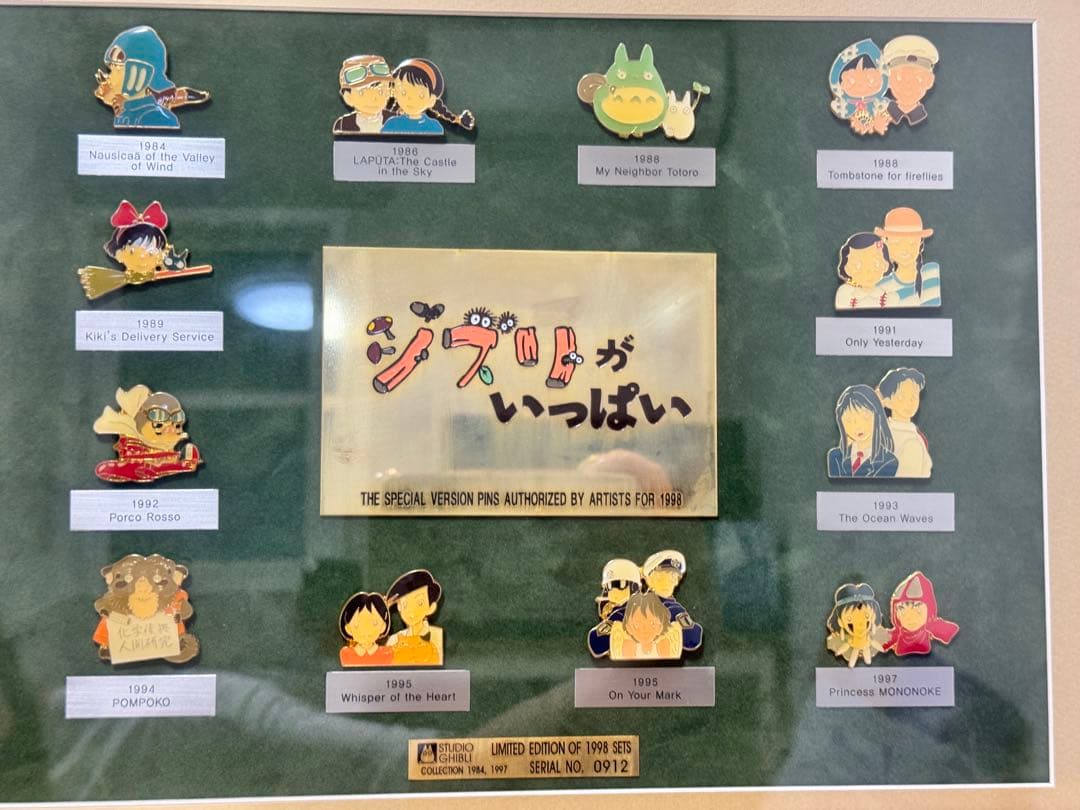 1984
Nausicaä of the Valley
of Wind
1986
LAPUTA:The Castle
in the Sky
1988
My Neighbor Totoro
1988
Tombstone for fireflies
1989
Kiki's Delivery Service
ジブリが
いっぱい
THE SPECIAL VERSION PINS AUTHORIZED BY ARTISTS FOR 1998
1991
Only Yesterday
1992
Porco Rosso
1993
The Ocean Waves
1994
POMPOKO
1995
Whisper of the Heart
1995
On Your Mark
1997
Princess MONONOKE
STUDIO
GHIBLI
COLLECTION 1984, 1997
LIMITED EDITION OF 1998 SETS
SERIAL NO. 0912